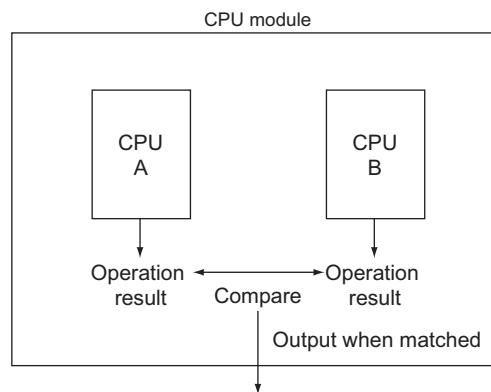 CPU module
CPU
A
CPU
B
Operation
result
Operation
result
Compare
Output when matched